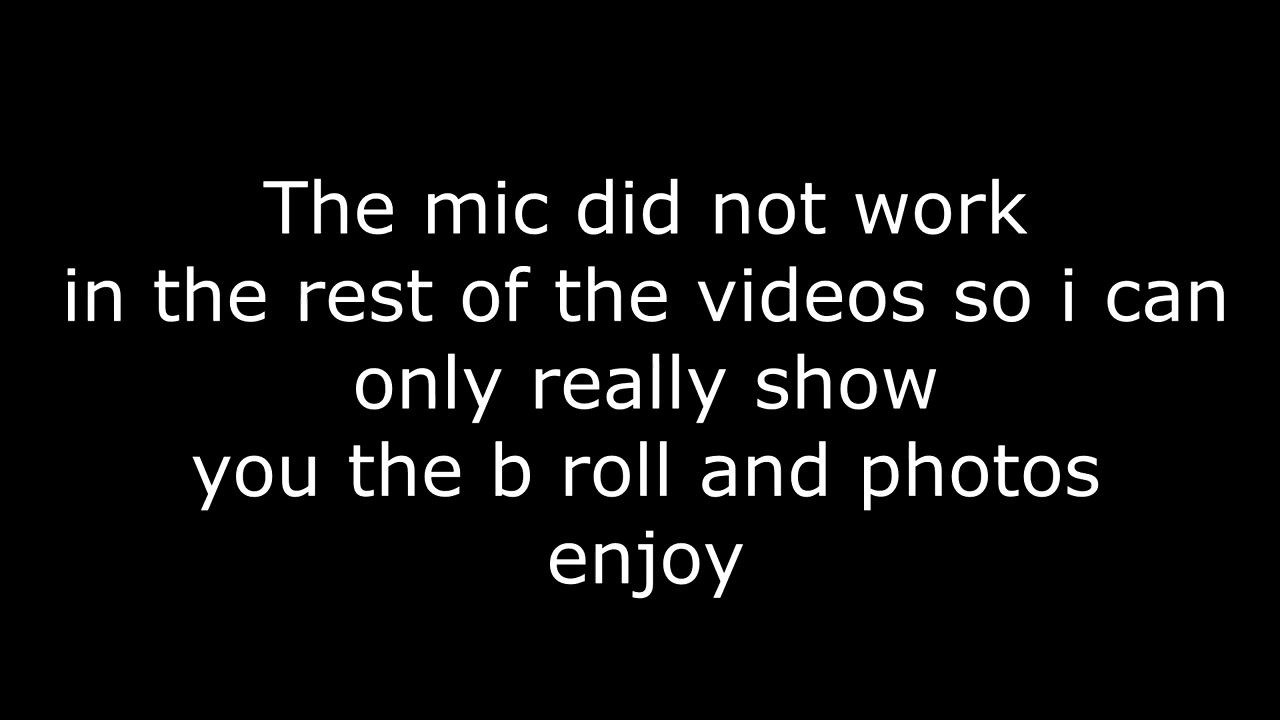 The mic did not work
in the rest of the videos so i can
only really show
you the b roll and photos
enjoy